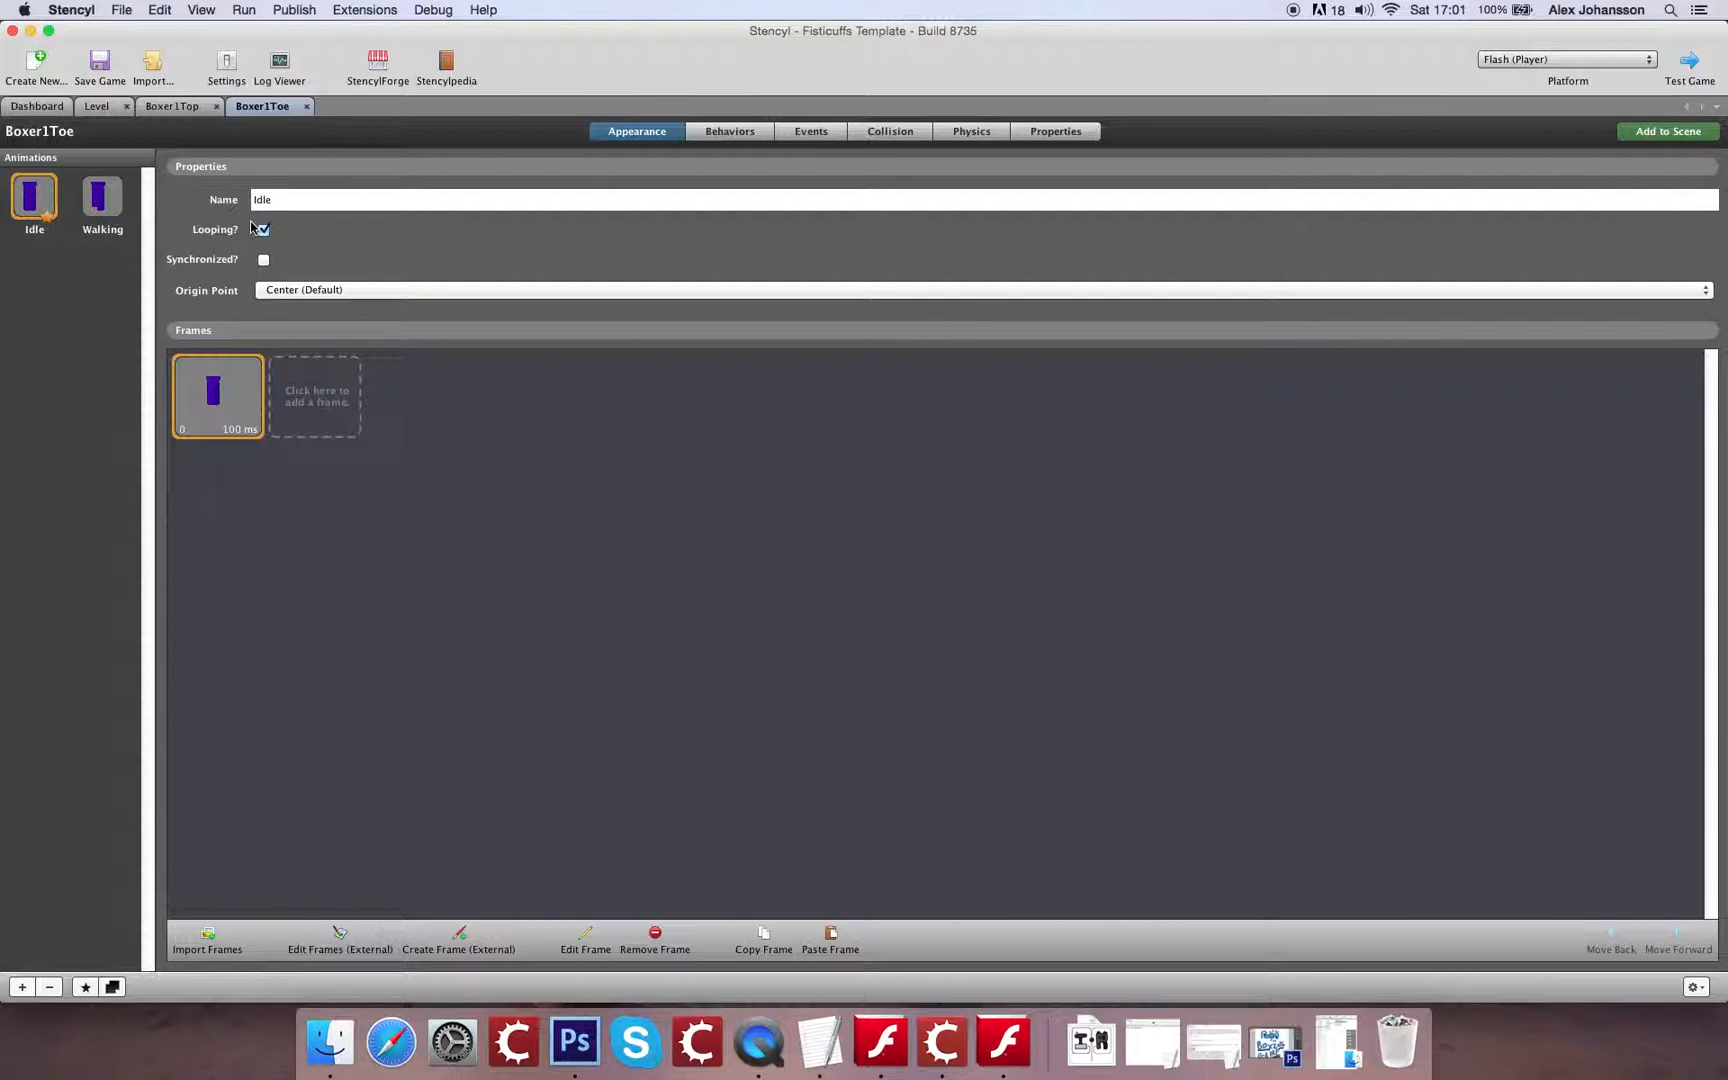 Stencyl File Edit View Run Publish Extensions Debug Help 18 Sat 17:01 100% Alex Johansson
Stencyl - Fisticuffs Template - Build 8735
Create New... Save Game Import... Settings Log Viewer StencylForge Stencylpedia Flash (Player) Platform Test Game
Dashboard Level Boxer1Top Boxer1Toe
Boxer1Toe Appearance Behaviors Events Collision Physics Properties Add to Scene
Animations
Idle Walking
Properties
Name Idle
Looping?
Synchronized?
Origin Point Center (Default)
Frames
0 100 ms
Click here to
add a frame.
Import Frames Edit Frames (External) Create Frame (External) Edit Frame Remove Frame Copy Frame Paste Frame Move Back Move Forward
Ps